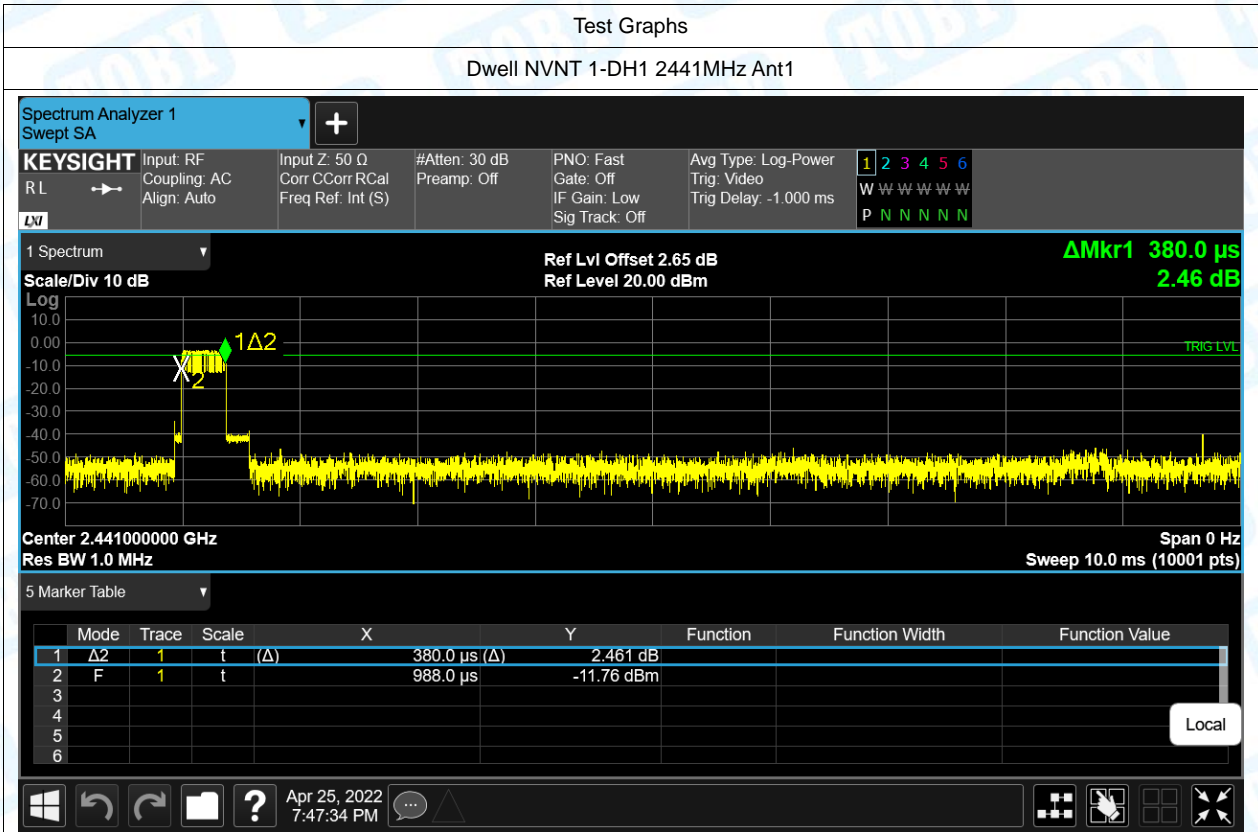 Test Graphs
Dwell NVNT 1-DH1 2441MHz Ant1
Spectrum Analyzer 1
Swept SA
+
KEYSIGHT
RL
LXI
Input: RF
Coupling: AC
Align: Auto
Input Z: 50 Ω
Corr CCorr RCal
Freq Ref: Int (S)
#Atten: 30 dB
Preamp: Off
PNO: Fast
Gate: Off
IF Gain: Low
Sig Track: Off
Avg Type: Log-Power
Trig: Video
Trig Delay: -1.000 ms
1 2 3 4 5 6
W W W W W W
P N N N N N
1 Spectrum
Scale/Div 10 dB
Ref Lvl Offset 2.65 dB
Ref Level 20.00 dBm
ΔMkr1 380.0 µs
2.46 dB
Log
10.0
0.00
-10.0
-20.0
-30.0
-40.0
-50.0
-60.0
-70.0
1Δ2
2
TRIG LVL
Center 2.441000000 GHz
Res BW 1.0 MHz
Span 0 Hz
Sweep 10.0 ms (10001 pts)
5 Marker Table
Mode Trace Scale X Y Function Function Width Function Value
1 Δ2 1 t (Δ) 380.0 µs (Δ) 2.461 dB
2 F 1 t 988.0 µs -11.76 dBm
3
4
5
6
Local
?
Apr 25, 2022
7:47:34 PM
TOBY